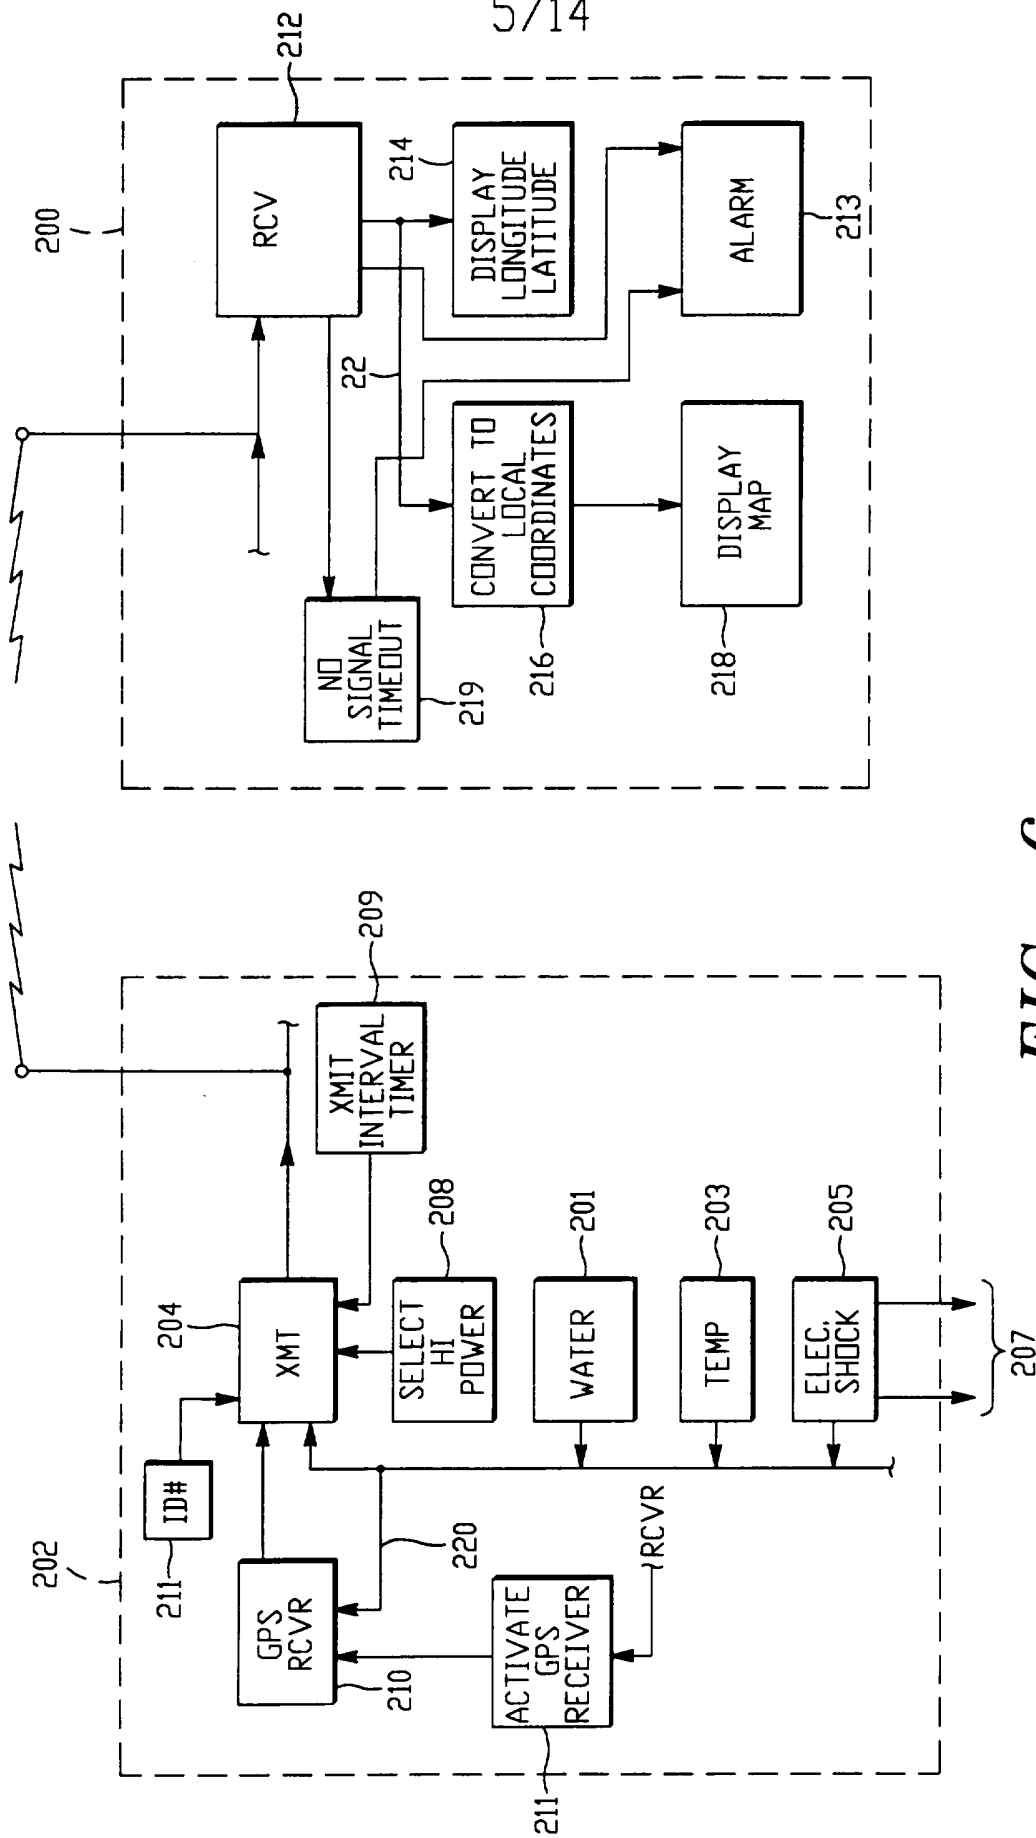 5/14
202
211
ID#
204
XMT
GPS
RCVR
210
220
209
XMIT
INTERVAL
TIMER
208
SELECT
HI
POWER
201
WATER
203
TEMP
205
ELEC.
SHOCK
207
ACTIVATE
GPS
RECEIVER
211
RCVR
200
212
RCV
NO
SIGNAL
TIMEOUT
219
22
214
DISPLAY
LONGITUDE
LATITUDE
CONVERT TO
LOCAL
COORDINATES
216
DISPLAY
MAP
218
ALARM
213
FIG. 6